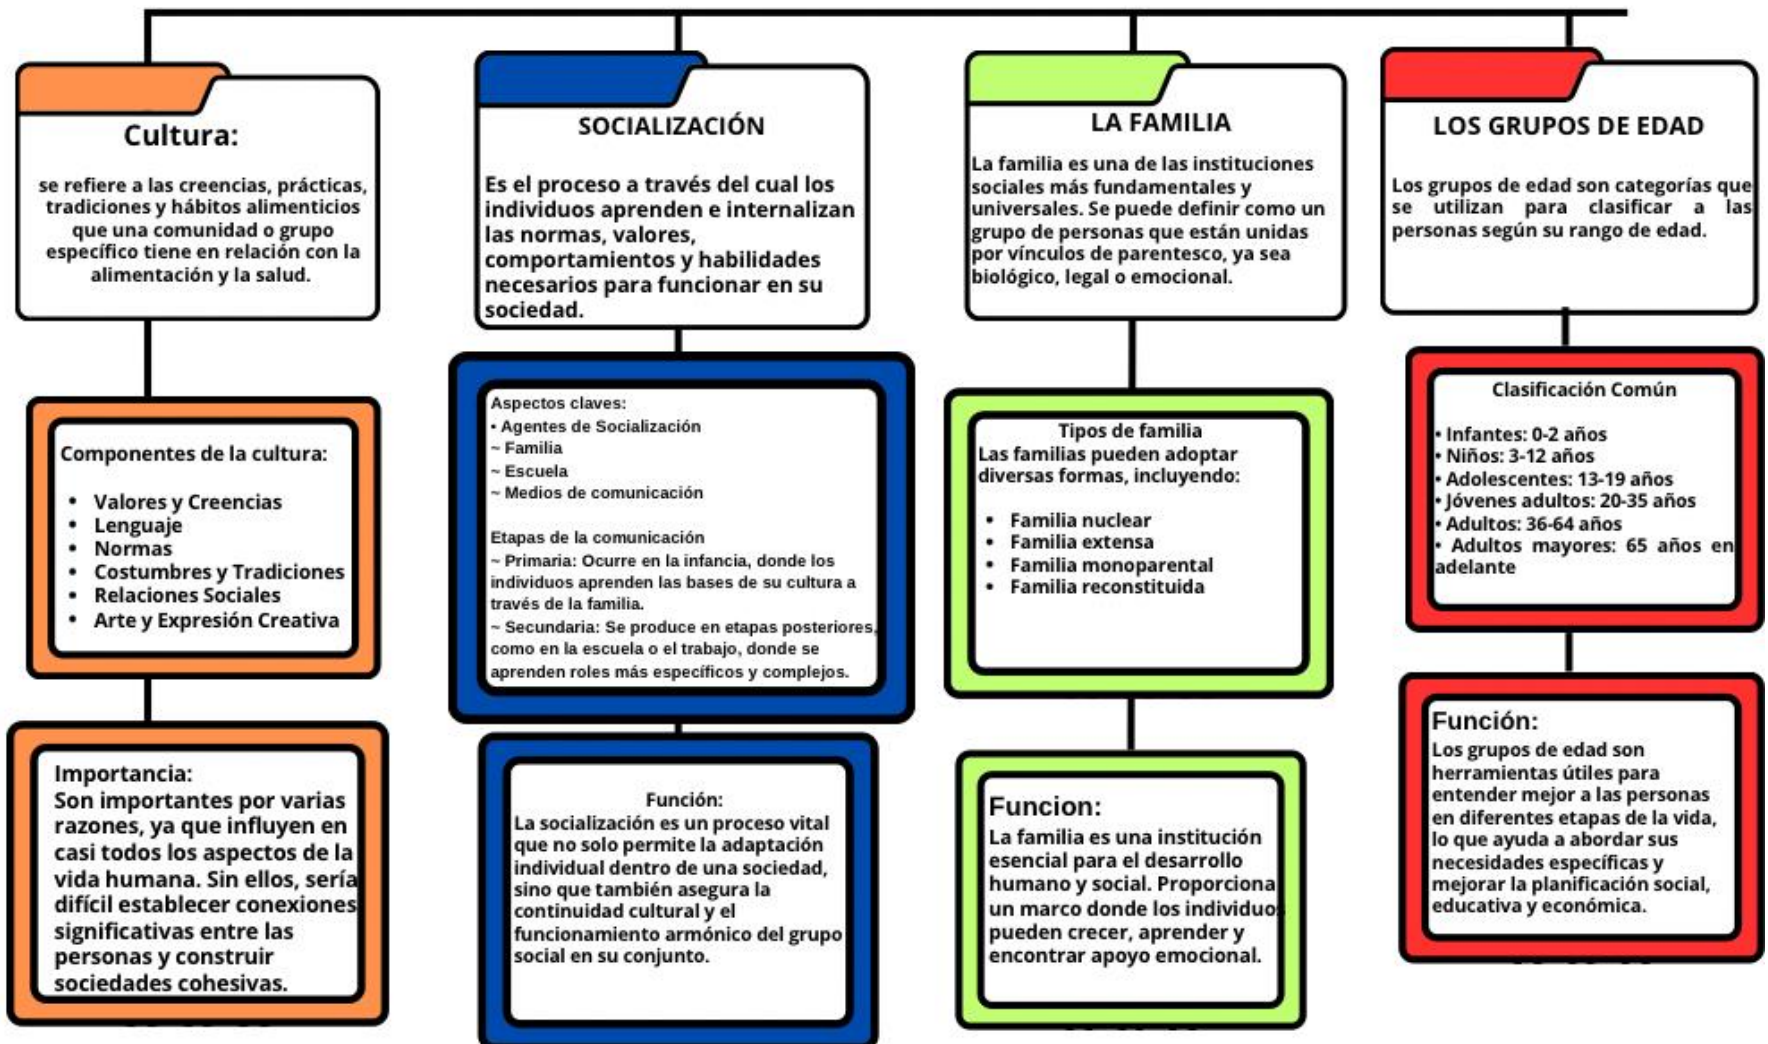 Cultura:
se refiere a las creencias, prácticas,
tradiciones y hábitos alimenticios
que una comunidad o grupo
específico tiene en relación con la
alimentación y la salud.
Componentes de la cultura:
• Valores y Creencias
• Lenguaje
• Normas
• Costumbres y Tradiciones
• Relaciones Sociales
• Arte y Expresión Creativa
Importancia:
Son importantes por varias
razones, ya que influyen en
casi todos los aspectos de la
vida humana. Sin ellos, sería
difícil establecer conexiones
significativas entre las
personas y construir
sociedades cohesivas.
SOCIALIZACIÓN
Es el proceso a través del cual los
individuos aprenden e internalizan
las normas, valores,
comportamientos y habilidades
necesarios para funcionar en su
sociedad.
Aspectos claves:
• Agentes de Socialización
~ Familia
~ Escuela
~ Medios de comunicación
Etapas de la comunicación
~ Primaria: Ocurre en la infancia, donde los
individuos aprenden las bases de su cultura a
través de la familia.
~ Secundaria: Se produce en etapas posteriores,
como en la escuela o el trabajo, donde se
aprenden roles más específicos y complejos.
Función:
La socialización es un proceso vital
que no solo permite la adaptación
individual dentro de una sociedad,
sino que también asegura la
continuidad cultural y el
funcionamiento armónico del grupo
social en su conjunto.
LA FAMILIA
La familia es una de las instituciones
sociales más fundamentales y
universales. Se puede definir como un
grupo de personas que están unidas
por vínculos de parentesco, ya sea
biológico, legal o emocional.
Tipos de familia
Las familias pueden adoptar
diversas formas, incluyendo:
• Familia nuclear
• Familia extensa
• Familia monoparental
• Familia reconstituida
Funcion:
La familia es una institución
esencial para el desarrollo
humano y social. Proporciona
un marco donde los individuos
pueden crecer, aprender y
encontrar apoyo emocional.
LOS GRUPOS DE EDAD
Los grupos de edad son categorías que
se utilizan para clasificar a las
personas según su rango de edad.
Clasificación Común
• Infantes: 0-2 años
• Niños: 3-12 años
• Adolescentes: 13-19 años
• Jóvenes adultos: 20-35 años
• Adultos: 36-64 años
• Adultos mayores: 65 años en
adelante
Función:
Los grupos de edad son
herramientas útiles para
entender mejor a las personas
en diferentes etapas de la vida,
lo que ayuda a abordar sus
necesidades específicas y
mejorar la planificación social,
educativa y económica.